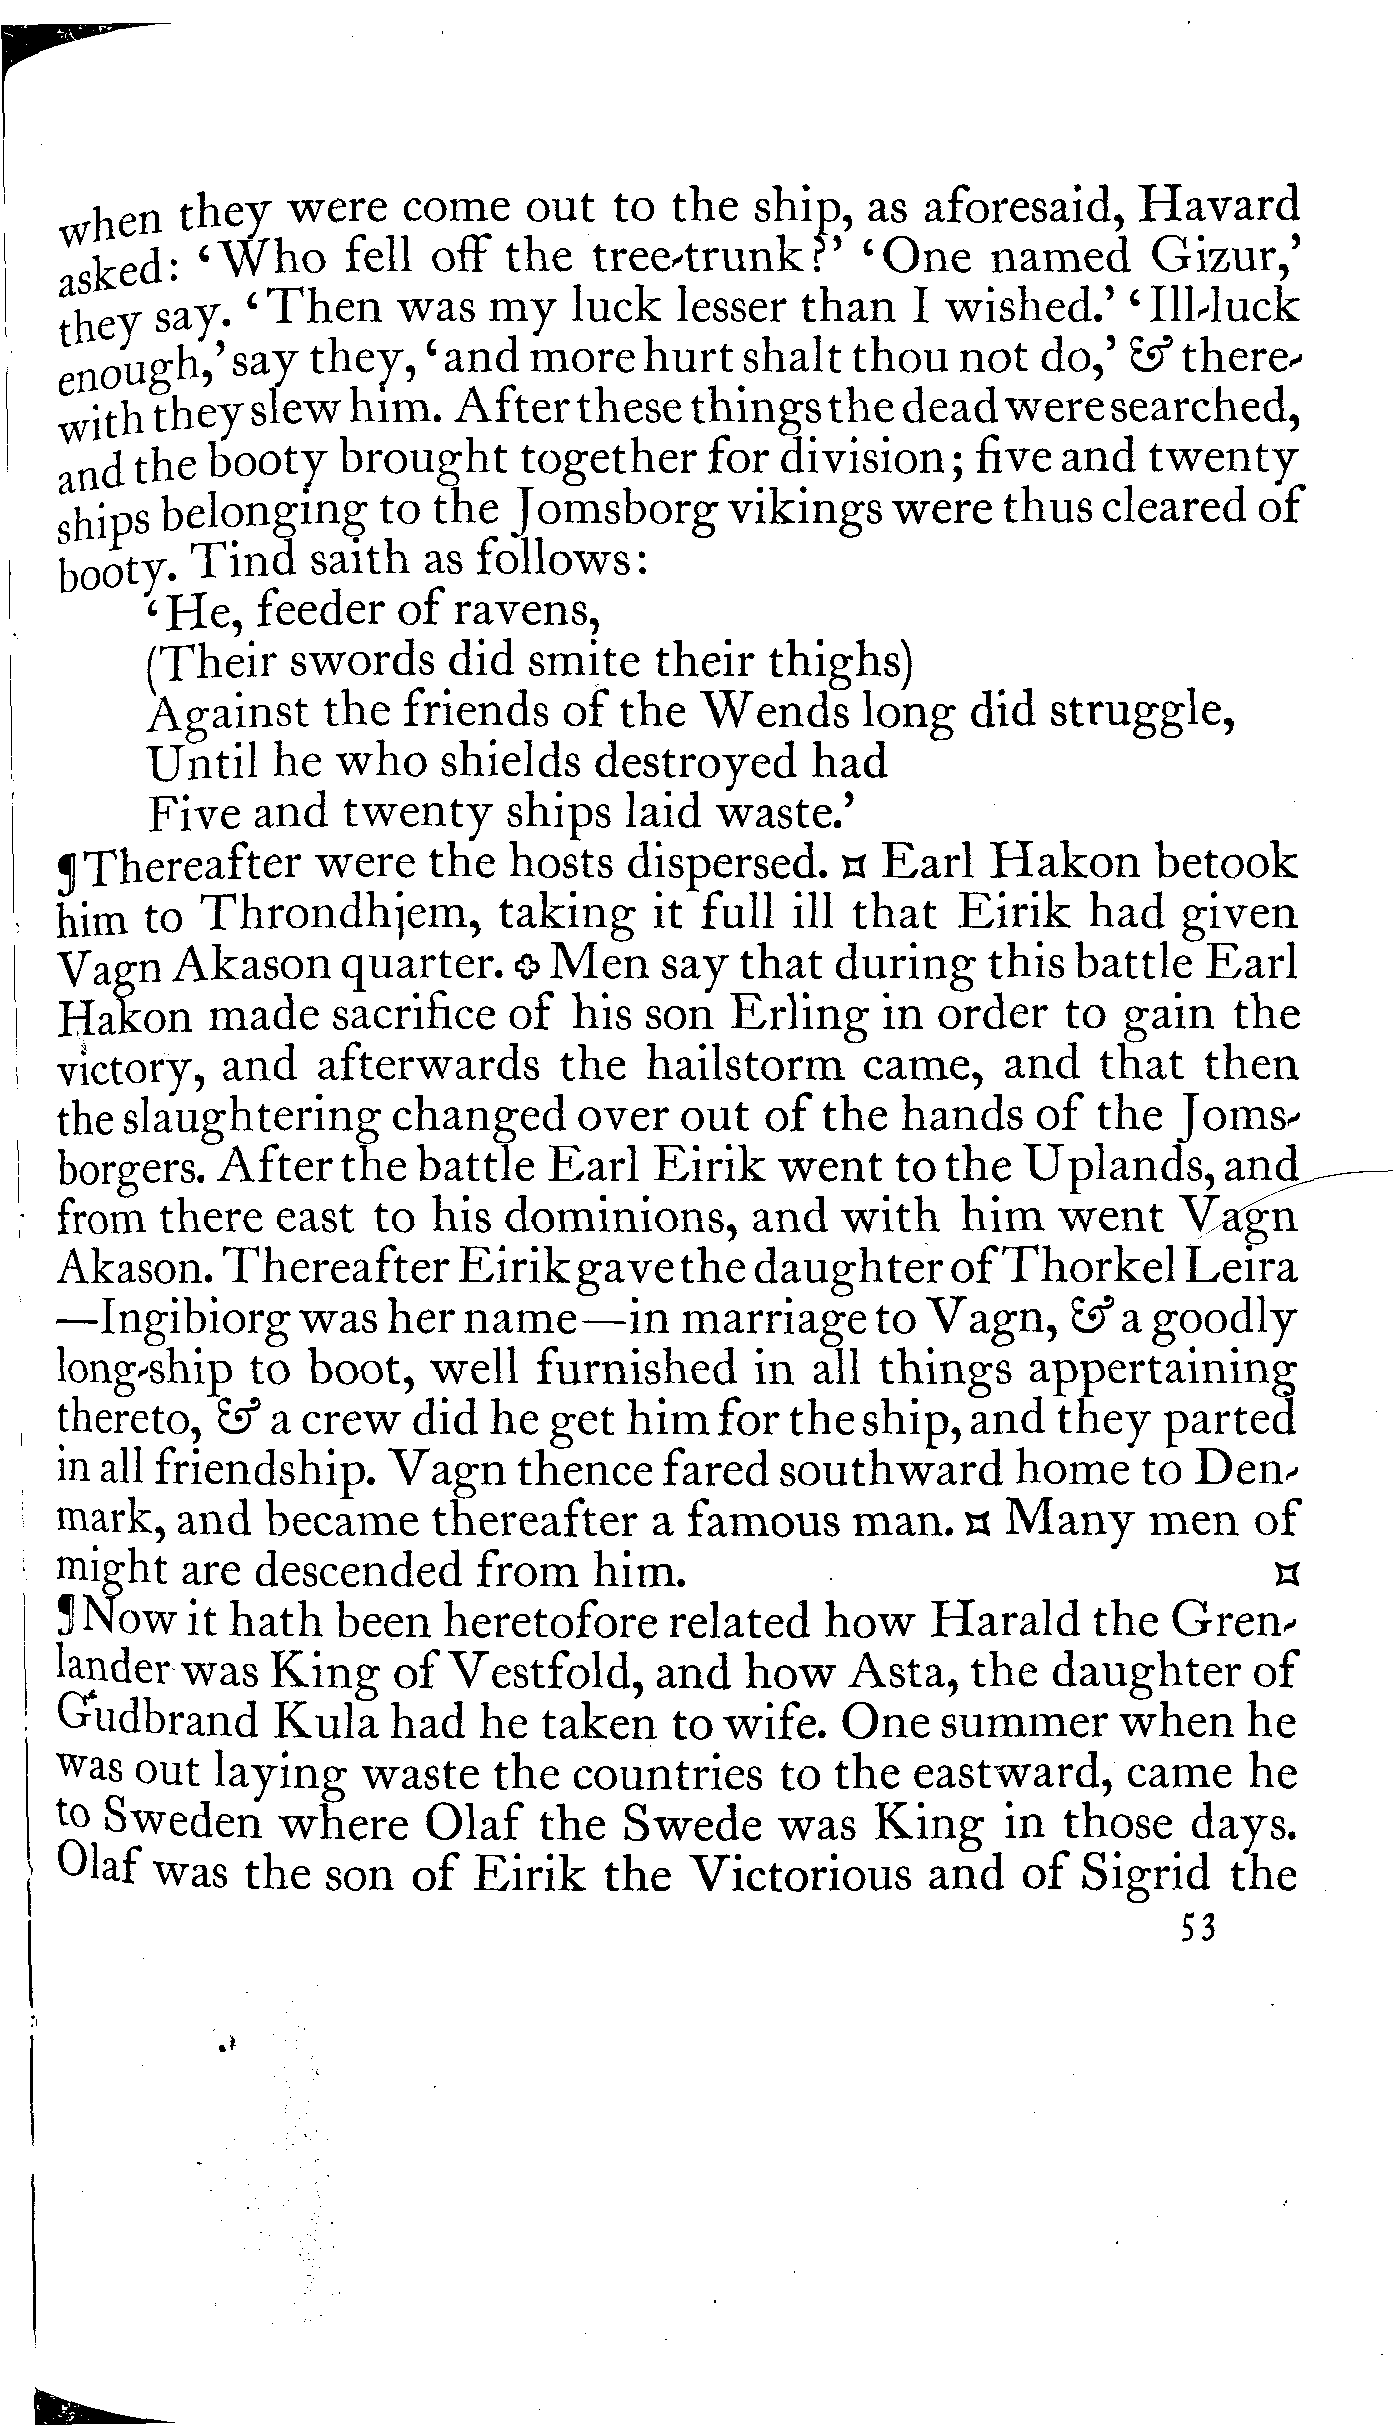 when they were come out to the ship, as aforesaid, Havard
asked: ‘Who fell off the tree-trunk?’ ‘One named Gizur,’
they say. ‘Then was my luck lesser than I wished.’ ‘Ill-luck
enough,’ say they, ‘and more hurt shalt thou not do,’ & there-
with they slew him. After these things the dead were searched,
and the booty brought together for division; five and twenty
ships belonging to the Jomsborg vikings were thus cleared of
booty. Tind saith as follows:
‘He, feeder of ravens,
(Their swords did smite their thighs)
Against the friends of the Wends long did struggle,
Until he who shields destroyed had
Five and twenty ships laid waste.’
¶Thereafter were the hosts dispersed. ¤ Earl Hakon betook
him to Throndhjem, taking it full ill that Eirik had given
Vagn Akason quarter. ✥ Men say that during this battle Earl
Hakon made sacrifice of his son Erling in order to gain the
victory, and afterwards the hailstorm came, and that then
the slaughtering changed over out of the hands of the Joms-
borgers. After the battle Earl Eirik went to the Uplands, and
from there east to his dominions, and with him went Vagn
Akason. Thereafter Eirik gave the daughter of Thorkel Leira
—Ingibiorg was her name—in marriage to Vagn, & a goodly
long-ship to boot, well furnished in all things appertaining
thereto, & a crew did he get him for the ship, and they parted
in all friendship. Vagn thence fared southward home to Den-
mark, and became thereafter a famous man. ¤ Many men of
might are descended from him. ¤
¶Now it hath been heretofore related how Harald the Gren-
lander was King of Vestfold, and how Asta, the daughter of
Gudbrand Kula had he taken to wife. One summer when he
was out laying waste the countries to the eastward, came he
to Sweden where Olaf the Swede was King in those days.
Olaf was the son of Eirik the Victorious and of Sigrid the
53